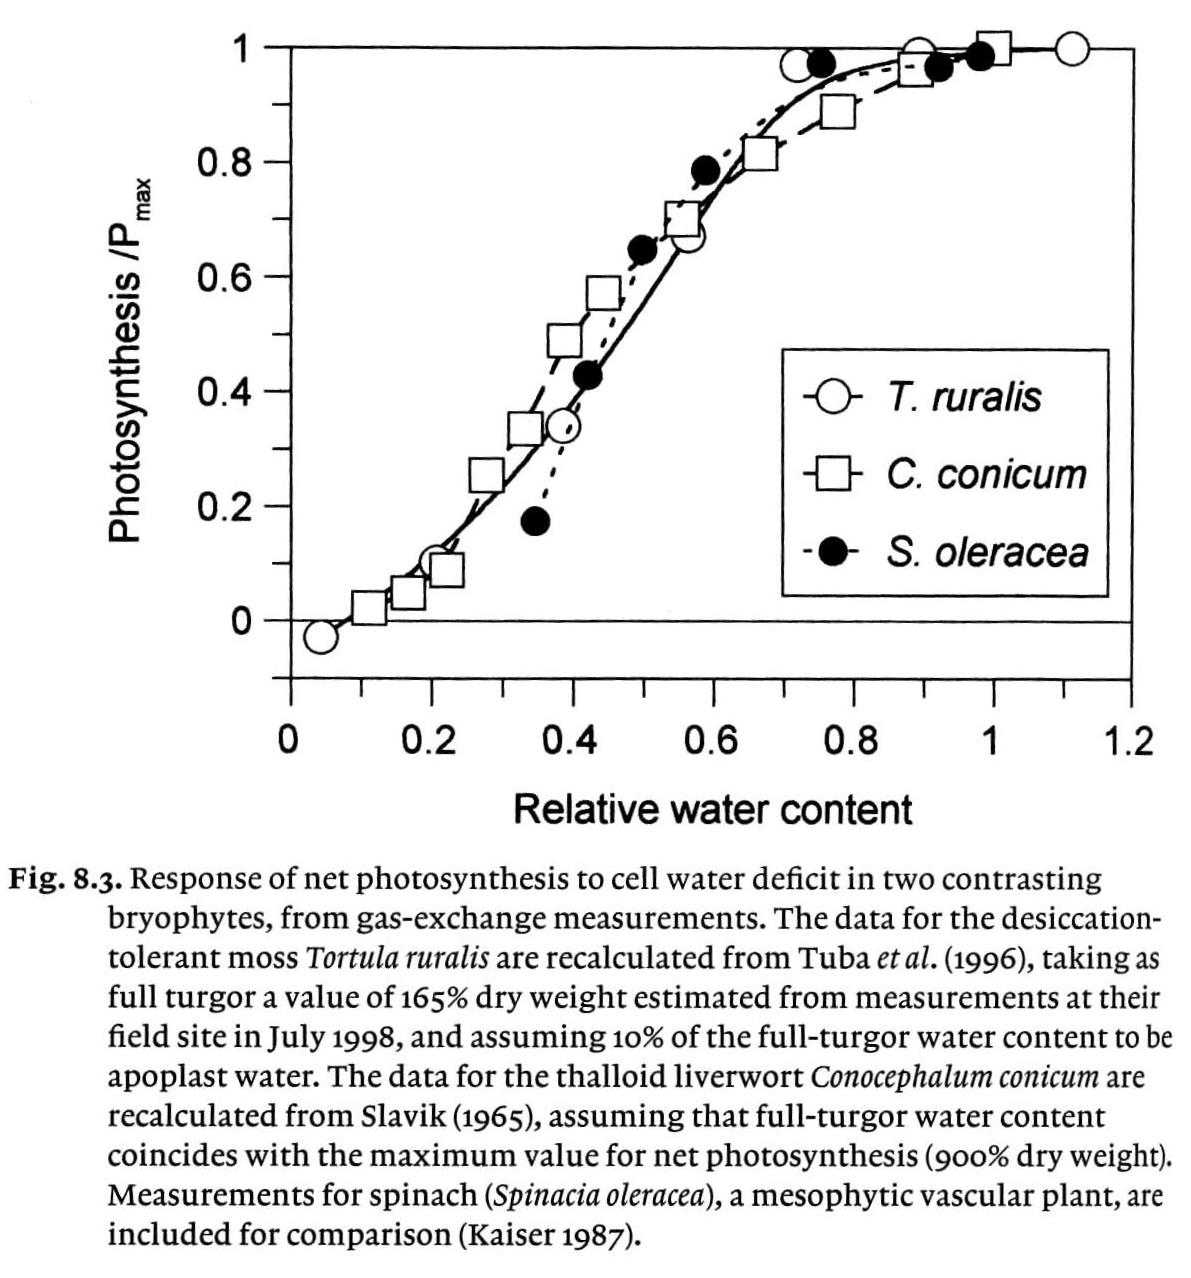 1
0.8
0.6
0.4
0.2
0
Photosynthesis /Pmax
T. ruralis
C. conicum
S. oleracea
0 0.2 0.4 0.6 0.8 1 1.2
Relative water content
Fig. 8.3. Response of net photosynthesis to cell water deficit in two contrasting
bryophytes, from gas-exchange measurements. The data for the desiccation-
tolerant moss Tortula ruralis are recalculated from Tuba et al. (1996), taking as
full turgor a value of 165% dry weight estimated from measurements at their
field site in July 1998, and assuming 10% of the full-turgor water content to be
apoplast water. The data for the thalloid liverwort Conocephalum conicum are
recalculated from Slavik (1965), assuming that full-turgor water content
coincides with the maximum value for net photosynthesis (900% dry weight).
Measurements for spinach (Spinacia oleracea), a mesophytic vascular plant, are
included for comparison (Kaiser 1987).